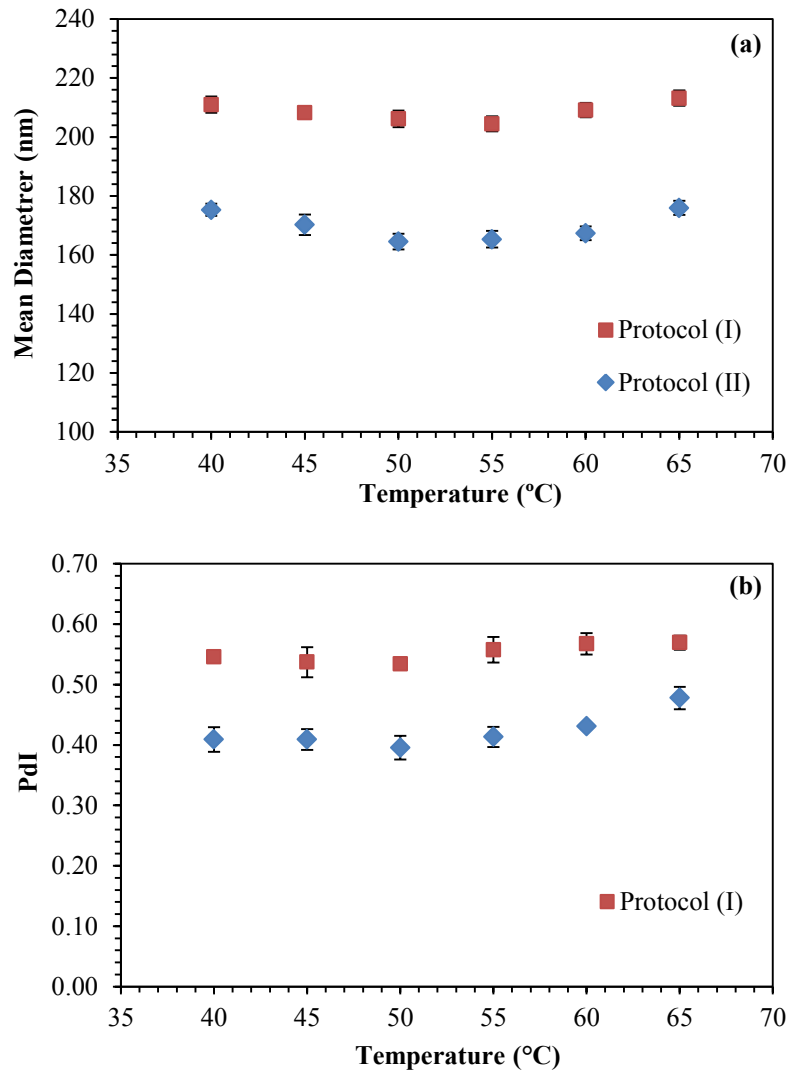 (a)
240
220
200
180
160
140
120
100
Mean Diametrer (nm)
Protocol (I)
Protocol (II)
35 40 45 50 55 60 65 70
Temperature (ºC)
(b)
0.70
0.60
0.50
0.40
0.30
0.20
0.10
0.00
PdI
Protocol (I)
35 40 45 50 55 60 65 70
Temperature (°C)